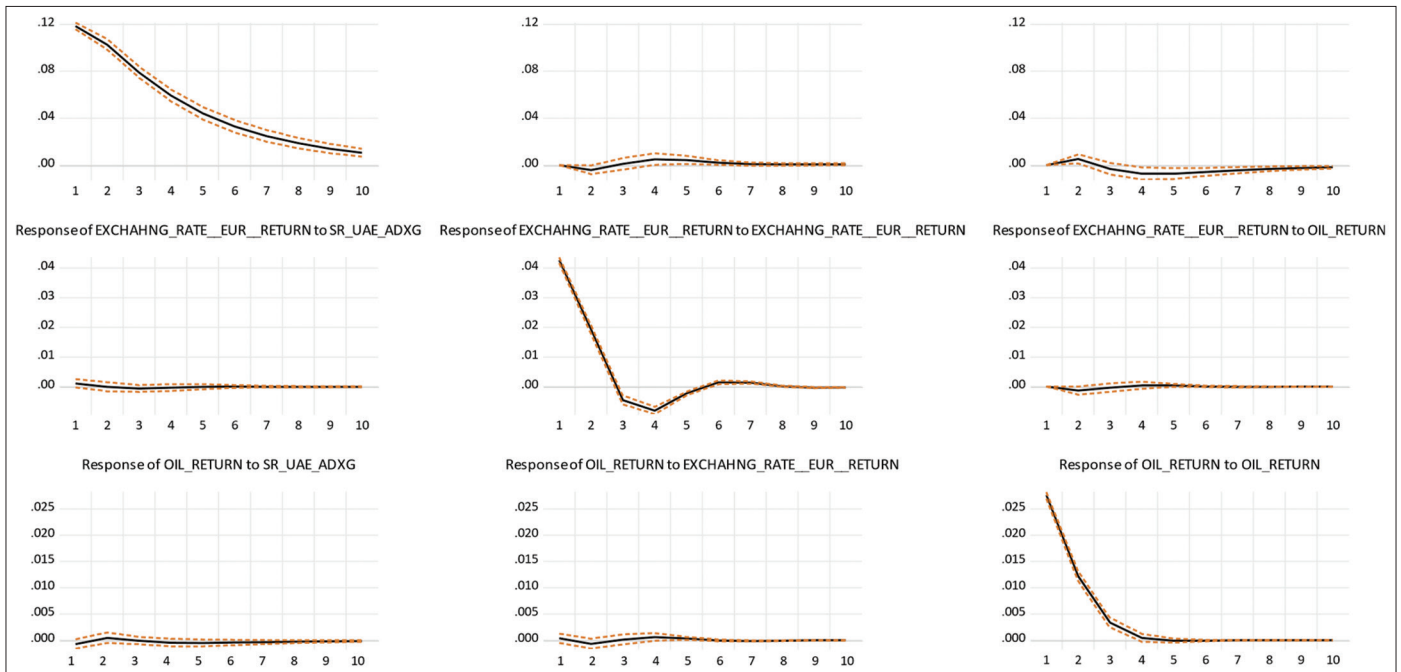 .12 .12 .12
.08 .08 .08
.04 .04 .04
.00 .00 .00
1 2 3 4 5 6 7 8 9 10 1 2 3 4 5 6 7 8 9 10 1 2 3 4 5 6 7 8 9 10
Response of EXCHAHNG_RATE__EUR__RETURN to SR_UAE_ADXG Response of EXCHAHNG_RATE__EUR__RETURN to EXCHAHNG_RATE__EUR__RETURN Response of EXCHAHNG_RATE__EUR__RETURN to OIL_RETURN
.04 .04 .04
.03 .03 .03
.02 .02 .02
.01 .01 .01
.00 .00 .00
1 2 3 4 5 6 7 8 9 10 1 2 3 4 5 6 7 8 9 10 1 2 3 4 5 6 7 8 9 10
Response of OIL_RETURN to SR_UAE_ADXG Response of OIL_RETURN to EXCHAHNG_RATE__EUR__RETURN Response of OIL_RETURN to OIL_RETURN
.025 .025 .025
.020 .020 .020
.015 .015 .015
.010 .010 .010
.005 .005 .005
.000 .000 .000
1 2 3 4 5 6 7 8 9 10 1 2 3 4 5 6 7 8 9 10 1 2 3 4 5 6 7 8 9 10